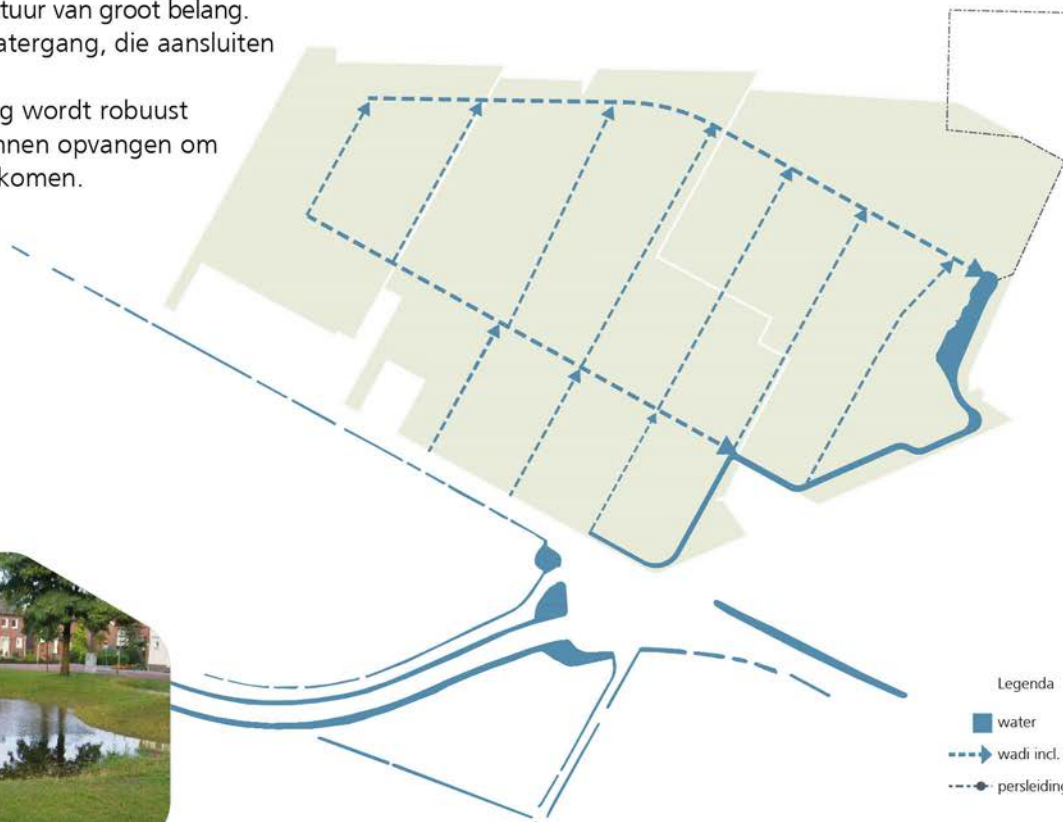 tuur van groot belang.
atergang, die aansluiten
g wordt robuust
nnen opvangen om
komen.
Legenda
water
wadi incl.
persleiding